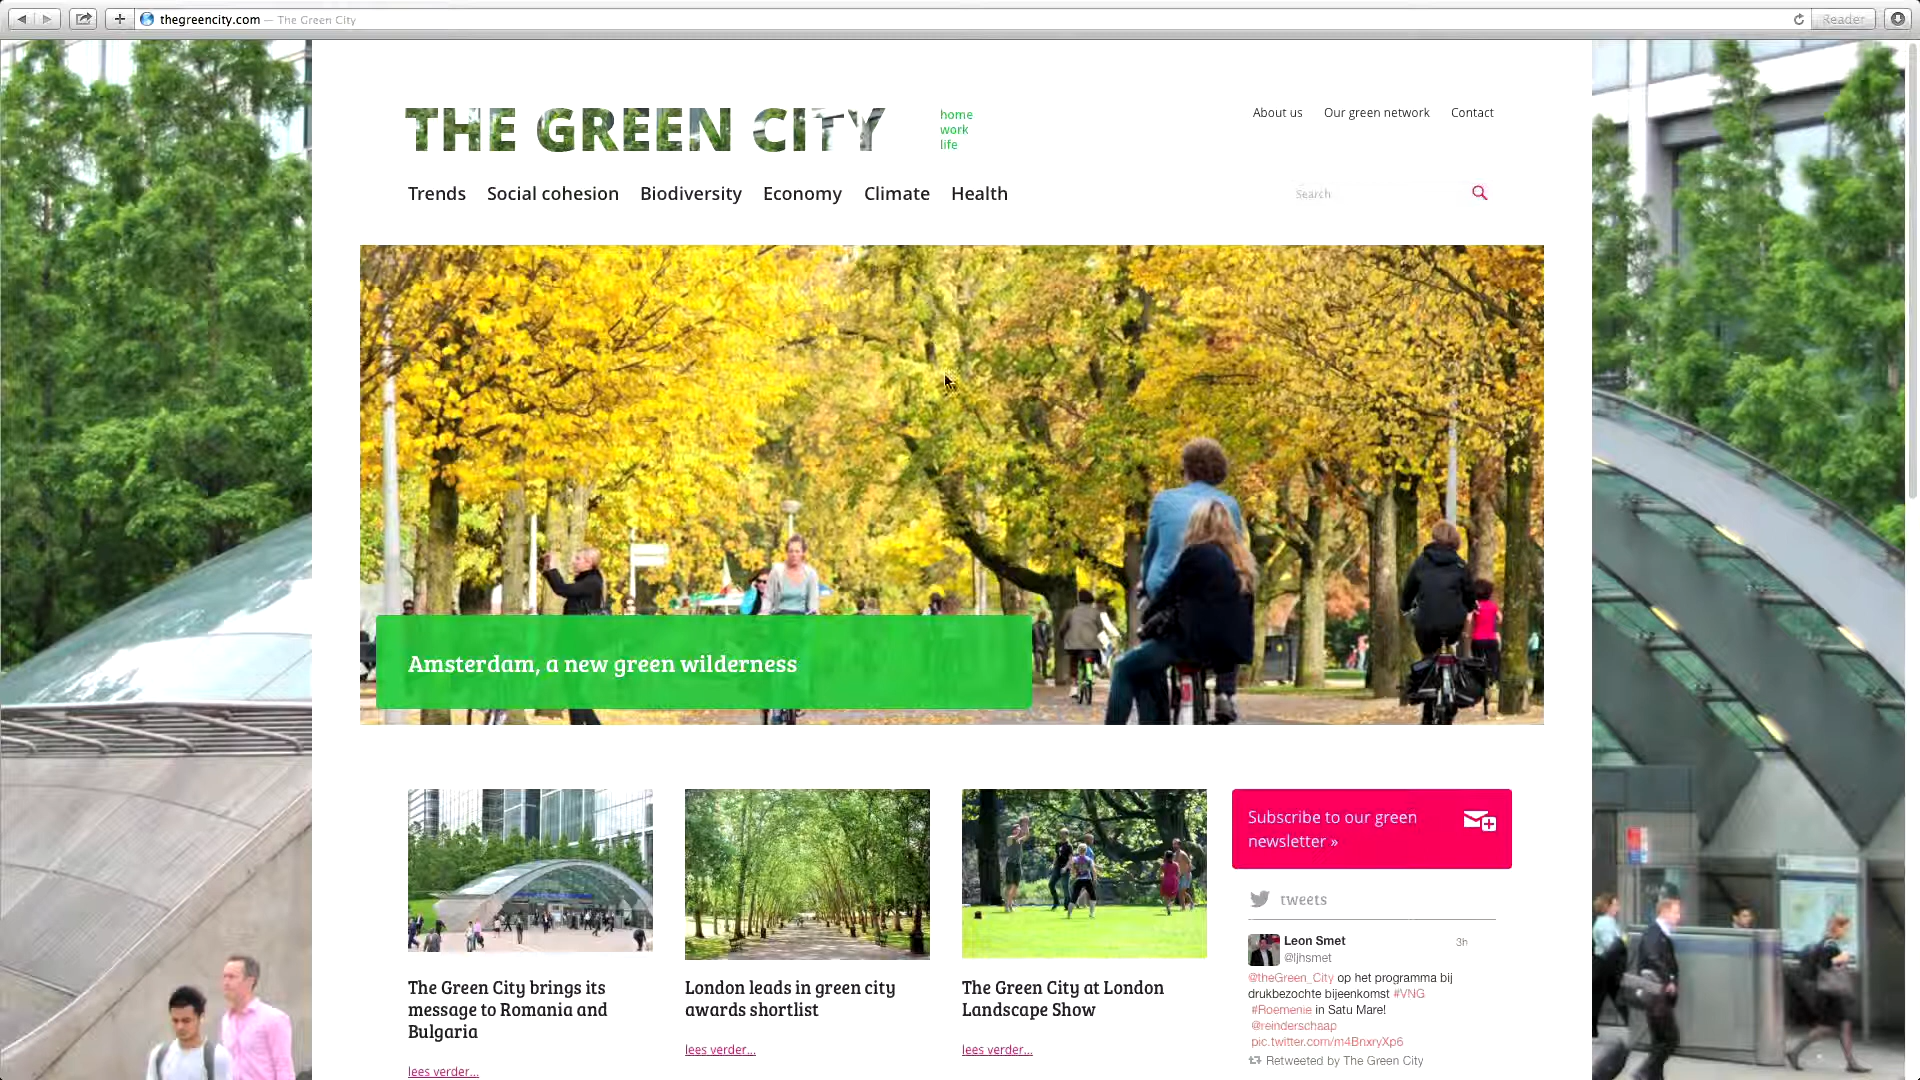 thegreencity.com — The Green City
Reader
THE GREEN CITY
home
work
life
About us Our green network Contact
Trends Social cohesion Biodiversity Economy Climate Health
Search
Amsterdam, a new green wilderness
The Green City brings its
message to Romania and
Bulgaria
lees verder...
London leads in green city
awards shortlist
lees verder...
The Green City at London
Landscape Show
lees verder...
Subscribe to our green
newsletter »
tweets
Leon Smet 3h
@ljhsmet
@theGreen_City op het programma bij
drukbezochte bijeenkomst #VNG
#Roemenie in Satu Mare!
@reinderschaap
pic.twitter.com/m4BnxryXp6
Retweeted by The Green City